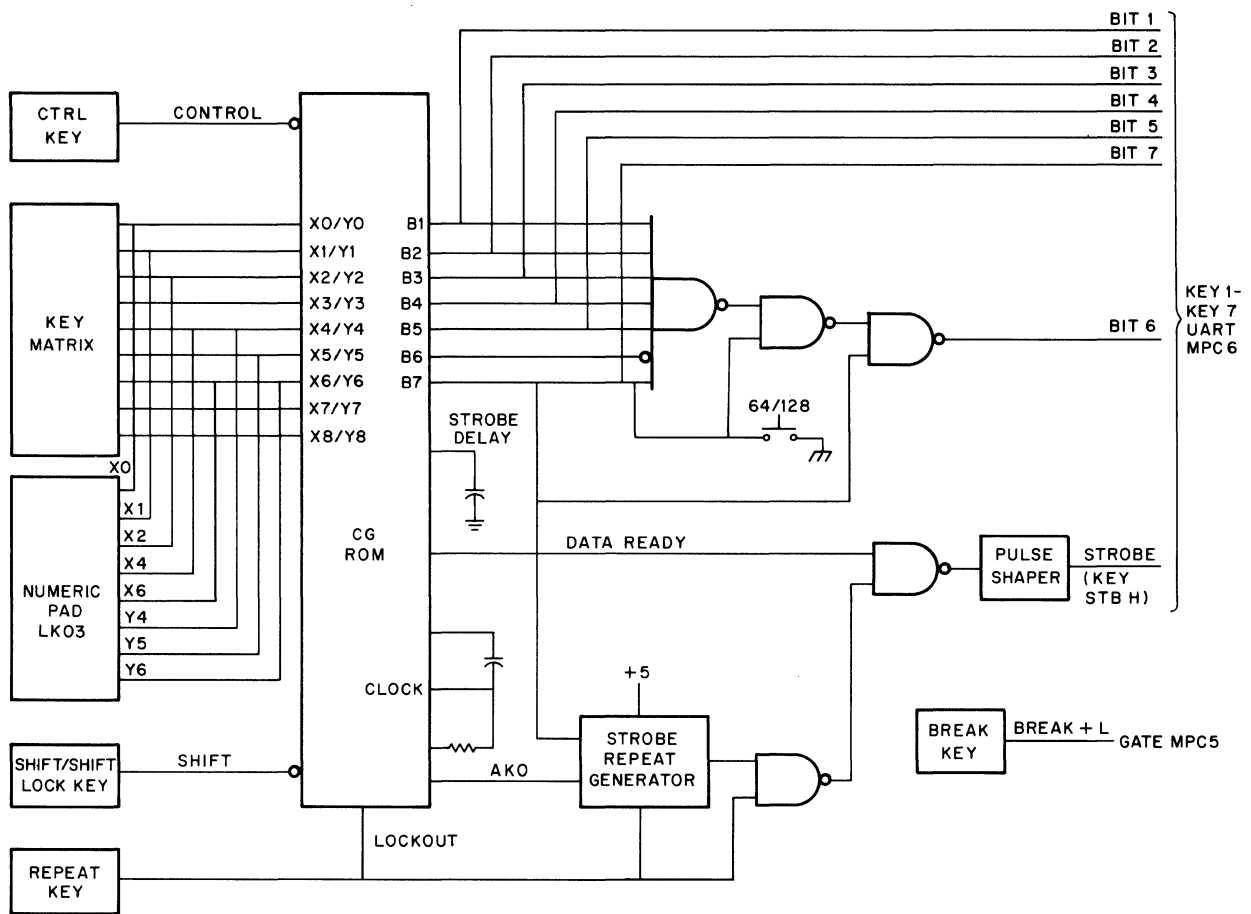 BIT 1
BIT 2
BIT 3
BIT 4
BIT 5
BIT 7
CTRL
KEY
CONTROL
KEY
MATRIX
X0/Y0
X1/Y1
X2/Y2
X3/Y3
X4/Y4
X5/Y5
X6/Y6
X7/Y7
X8/Y8
B1
B2
B3
B4
B5
B6
B7
BIT 6
KEY 1-
KEY 7
UART
MPC6
64/128
STROBE
DELAY
CG
ROM
NUMERIC
PAD
LK03
X0
X1
X2
X4
X6
Y4
Y5
Y6
DATA READY
PULSE
SHAPER
STROBE
(KEY
STB H)
CLOCK
+5
STROBE
REPEAT
GENERATOR
AKO
BREAK
KEY
BREAK + L
GATE MPC5
SHIFT/SHIFT
LOCK KEY
SHIFT
LOCKOUT
REPEAT
KEY